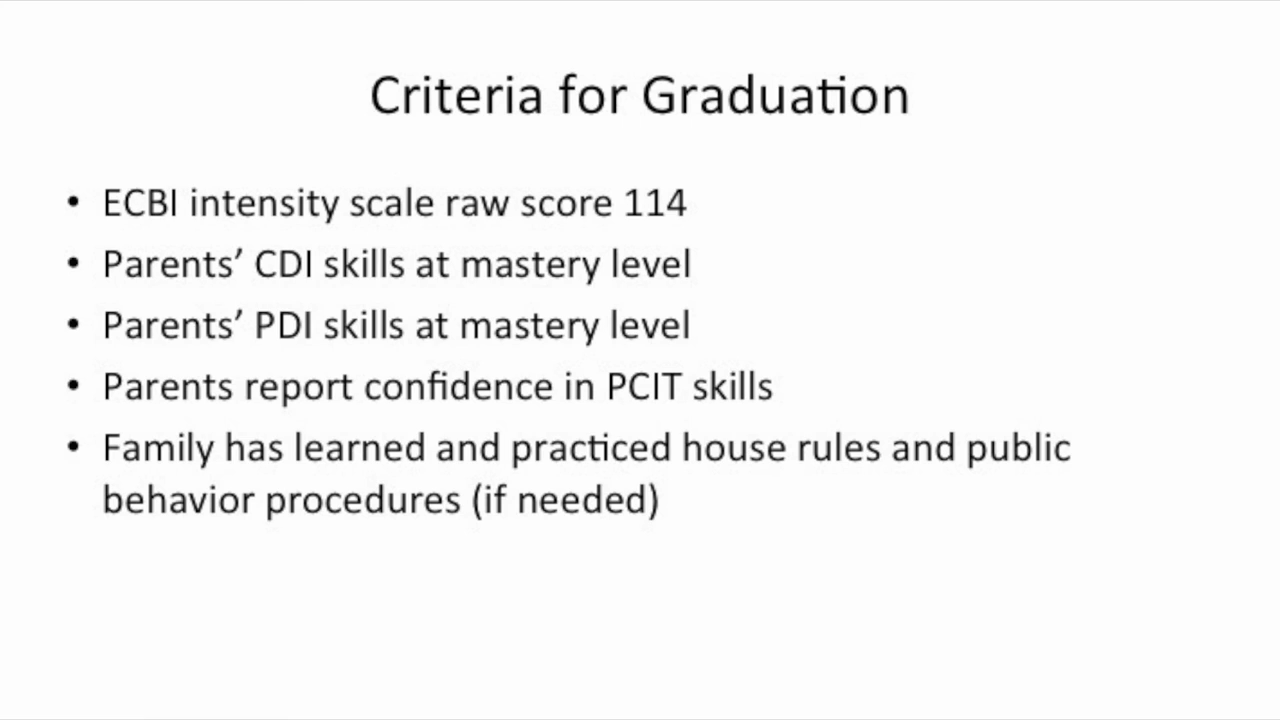 Criteria for Graduation
• ECBI intensity scale raw score 114
• Parents’ CDI skills at mastery level
• Parents’ PDI skills at mastery level
• Parents report confidence in PCIT skills
• Family has learned and practiced house rules and public
behavior procedures (if needed)